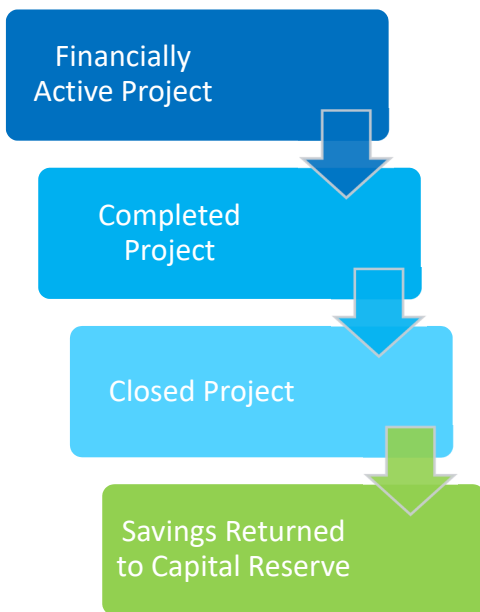 Financially
Active Project
Completed
Project
Closed Project
Savings Returned
to Capital Reserve